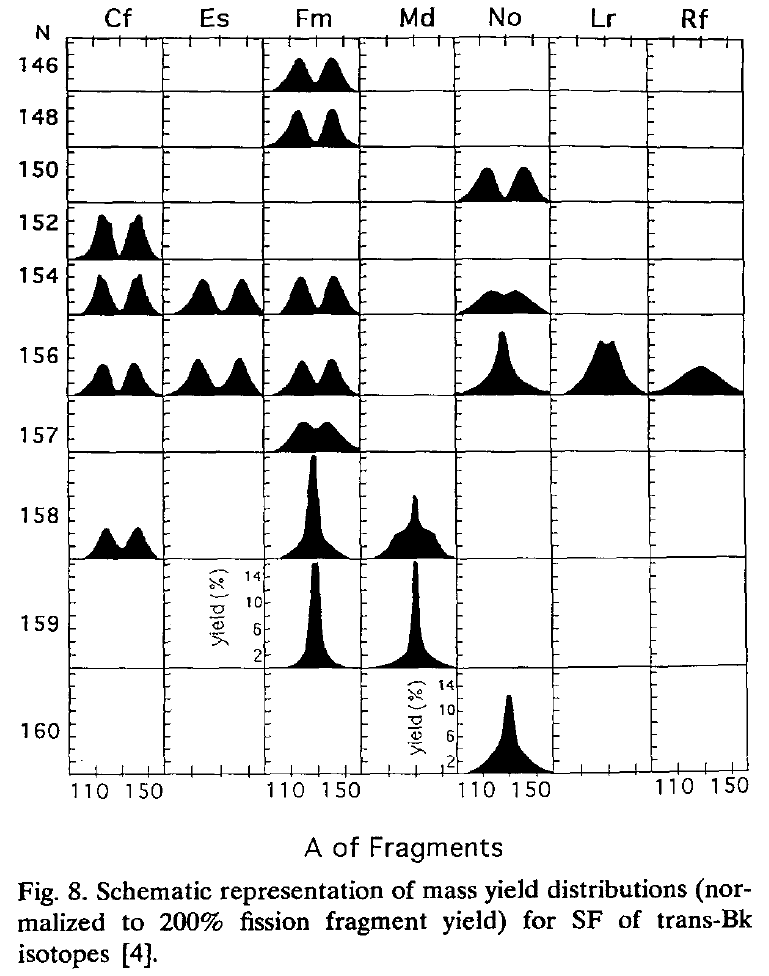 Cf Es Fm Md No Lr Rf
N
146
148
150
152
154
156
157
158
159
yield (%)
14
10
6
2
160
yield (%)
14
10
6
2
110 150 110 150 110 150 110 150
A of Fragments
Fig. 8. Schematic representation of mass yield distributions (nor-
malized to 200% fission fragment yield) for SF of trans-Bk
isotopes [4].